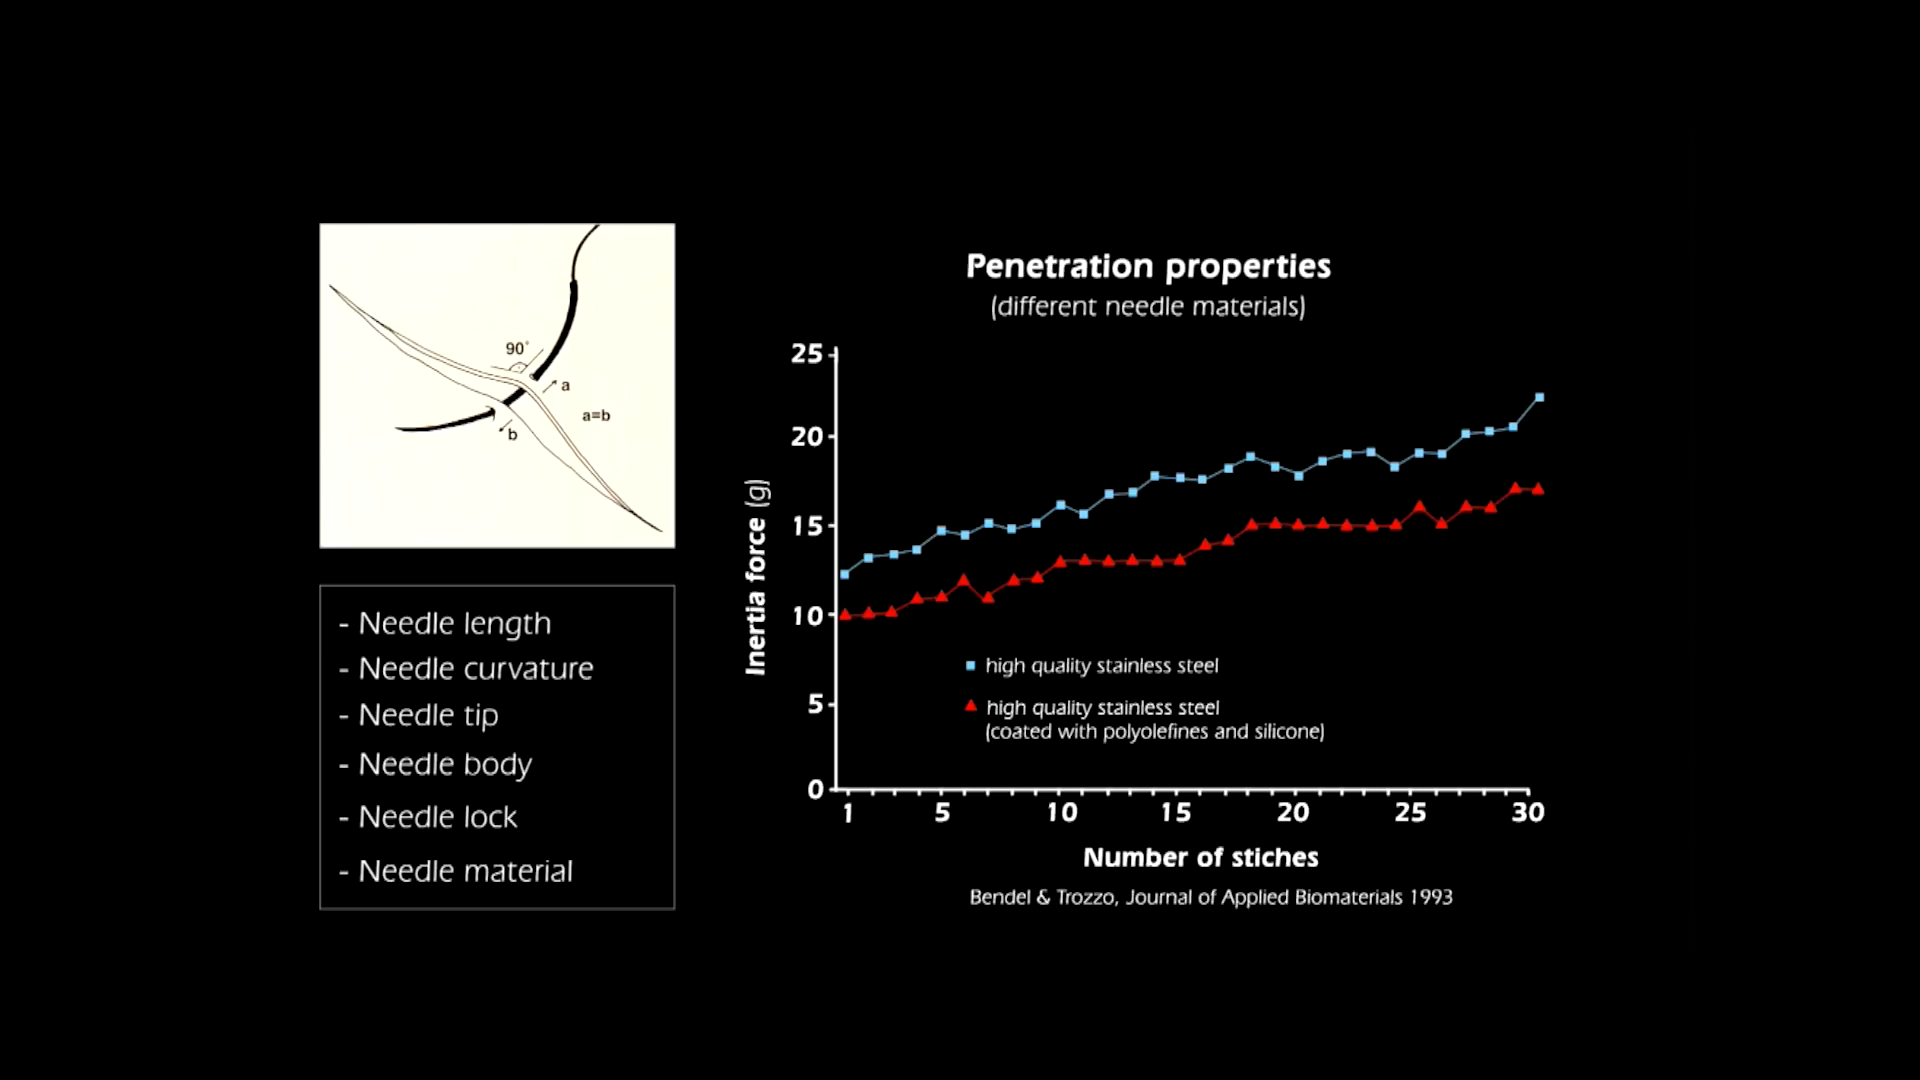 90°
a
a=b
b
- Needle length
- Needle curvature
- Needle tip
- Needle body
- Needle lock
- Needle material
Penetration properties
(different needle materials)
25
20
15
10
5
0
Inertia force (g)
high quality stainless steel
high quality stainless steel
(coated with polyolefines and silicone)
1 5 10 15 20 25 30
Number of stiches
Bendel & Trozzo, Journal of Applied Biomaterials 1993